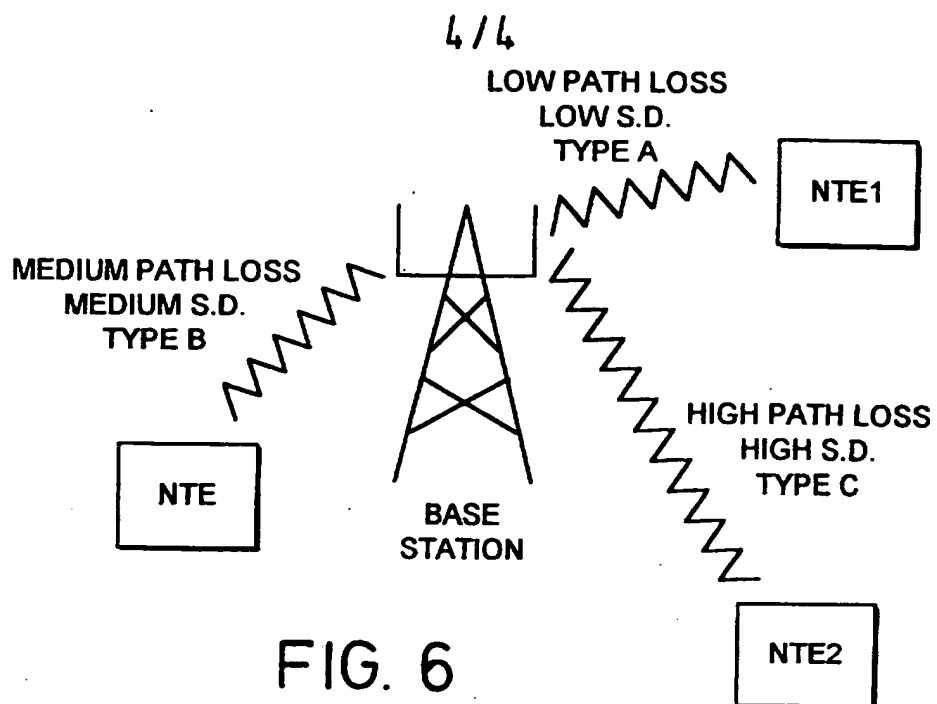 4/4
LOW PATH LOSS
LOW S.D.
TYPE A
NTE1
MEDIUM PATH LOSS
MEDIUM S.D.
TYPE B
HIGH PATH LOSS
HIGH S.D.
TYPE C
NTE
BASE
STATION
NTE2
FIG. 6